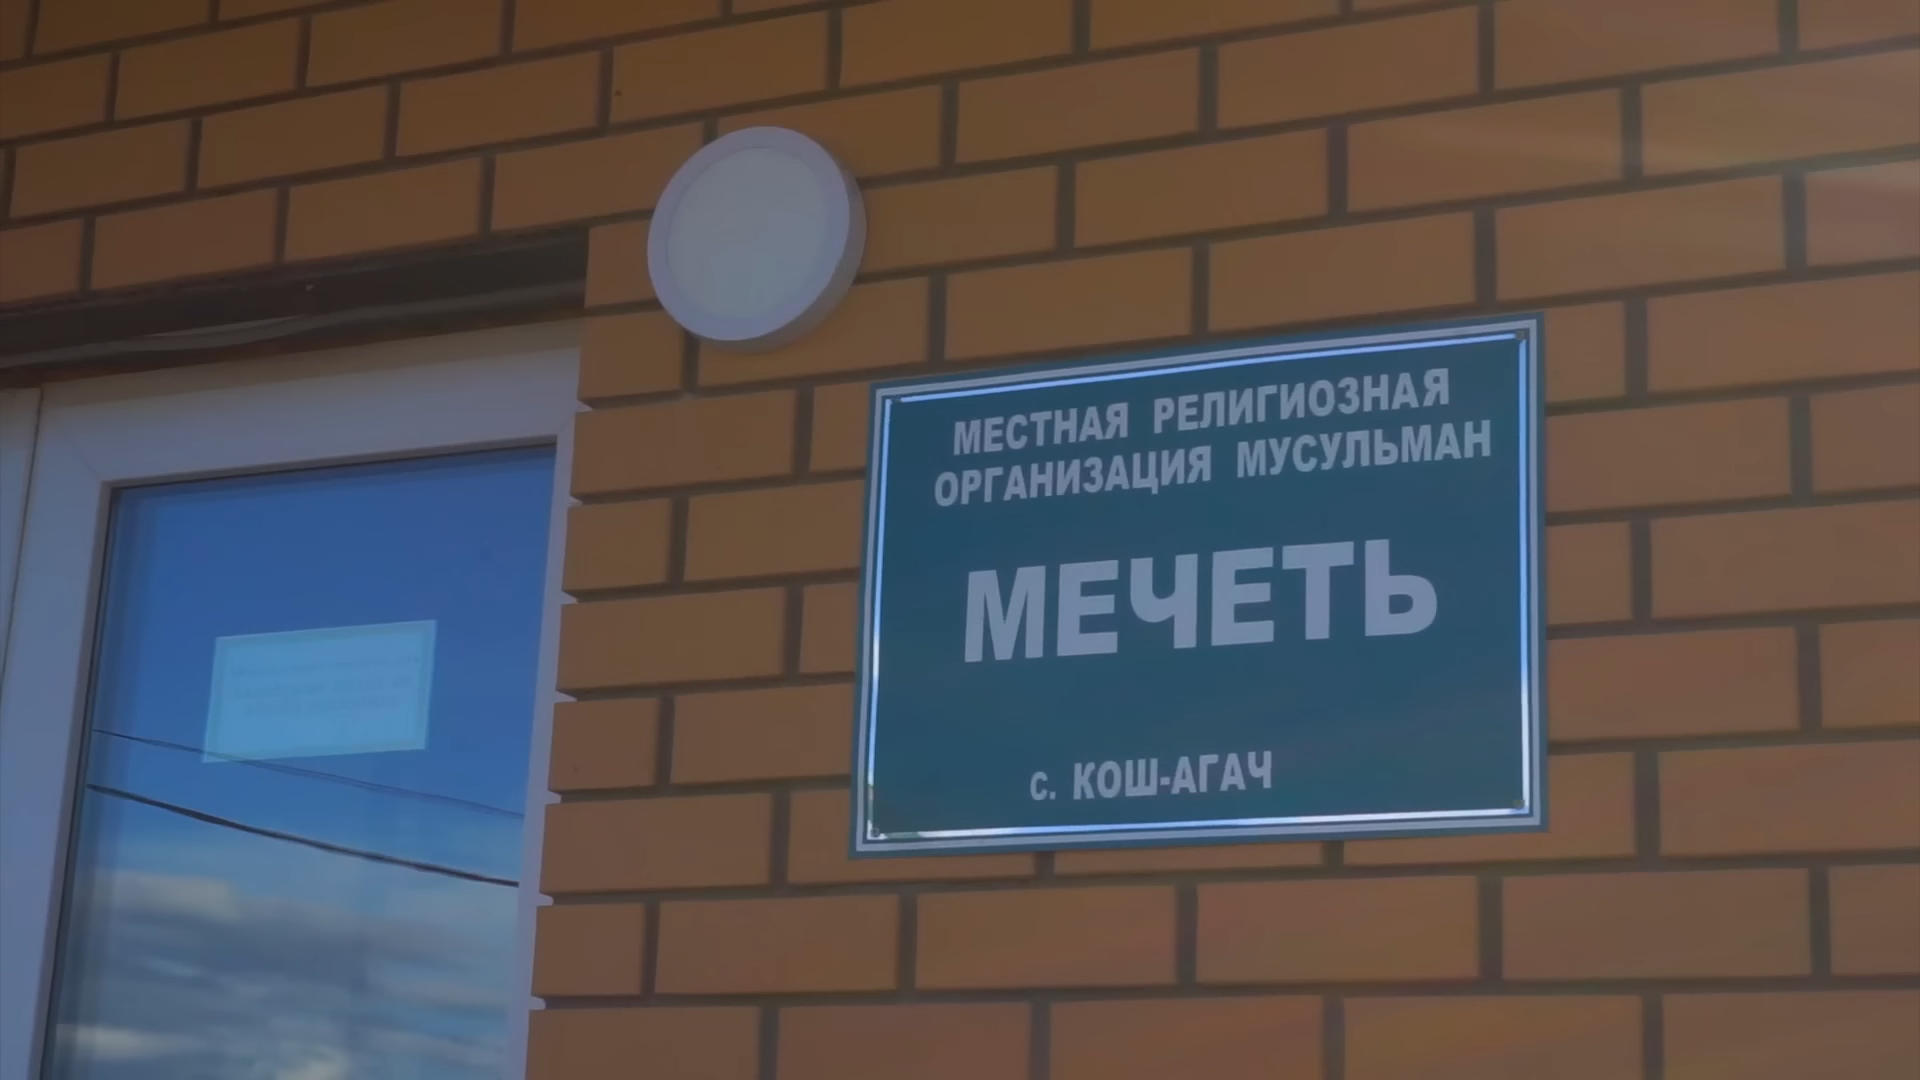 МЕСТНАЯ РЕЛИГИОЗНАЯ
ОРГАНИЗАЦИЯ МУСУЛЬМАН
МЕЧЕТЬ
с. КОШ-АГАЧ